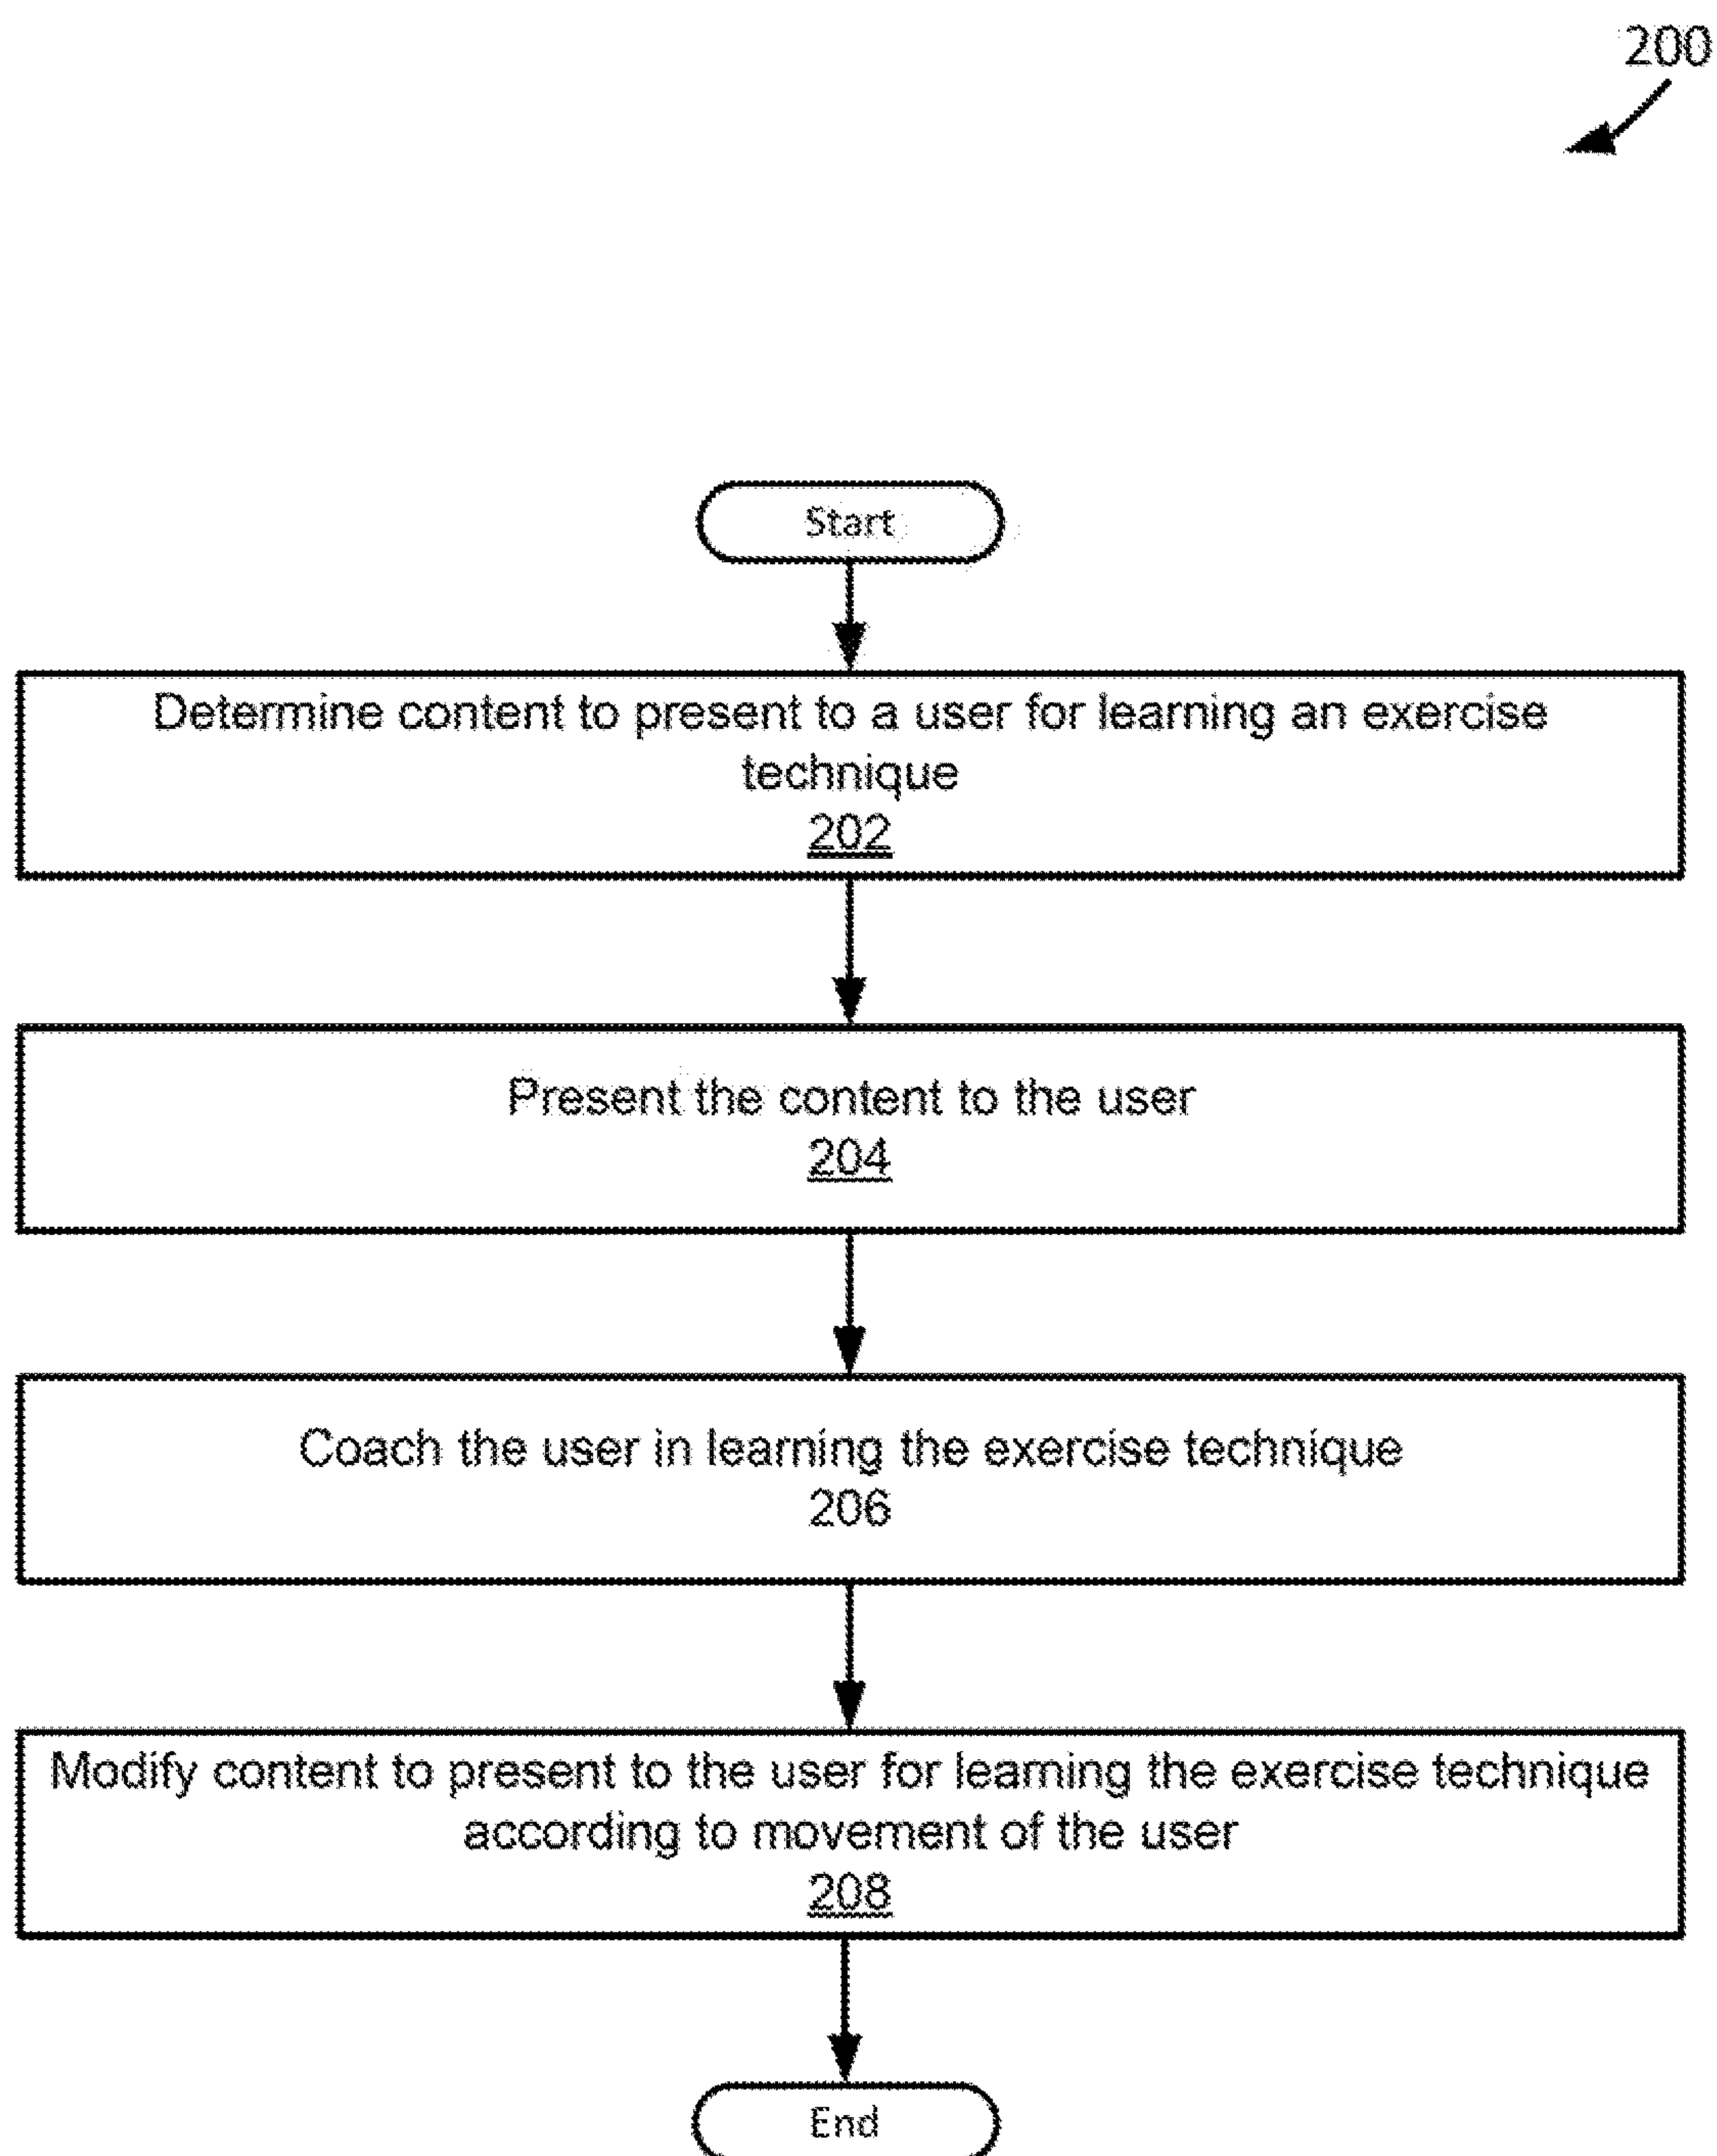 200
Start
Determine content to present to a user for learning an exercise
technique
202
Present the content to the user
204
Coach the user in learning the exercise technique
206
Modify content to present to the user for learning the exercise technique
according to movement of the user
208
End